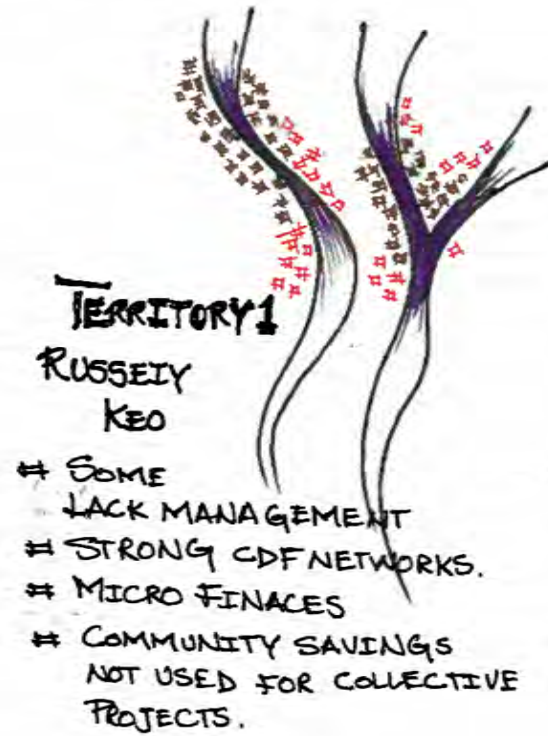 TERRITORY 1
RUSSEIY
KEO
# SOME
LACK MANAGEMENT
# STRONG CDF NETWORKS.
# MICRO FINACES
# COMMUNITY SAVINGS
NOT USED FOR COLLECTIVE
PROJECTS.